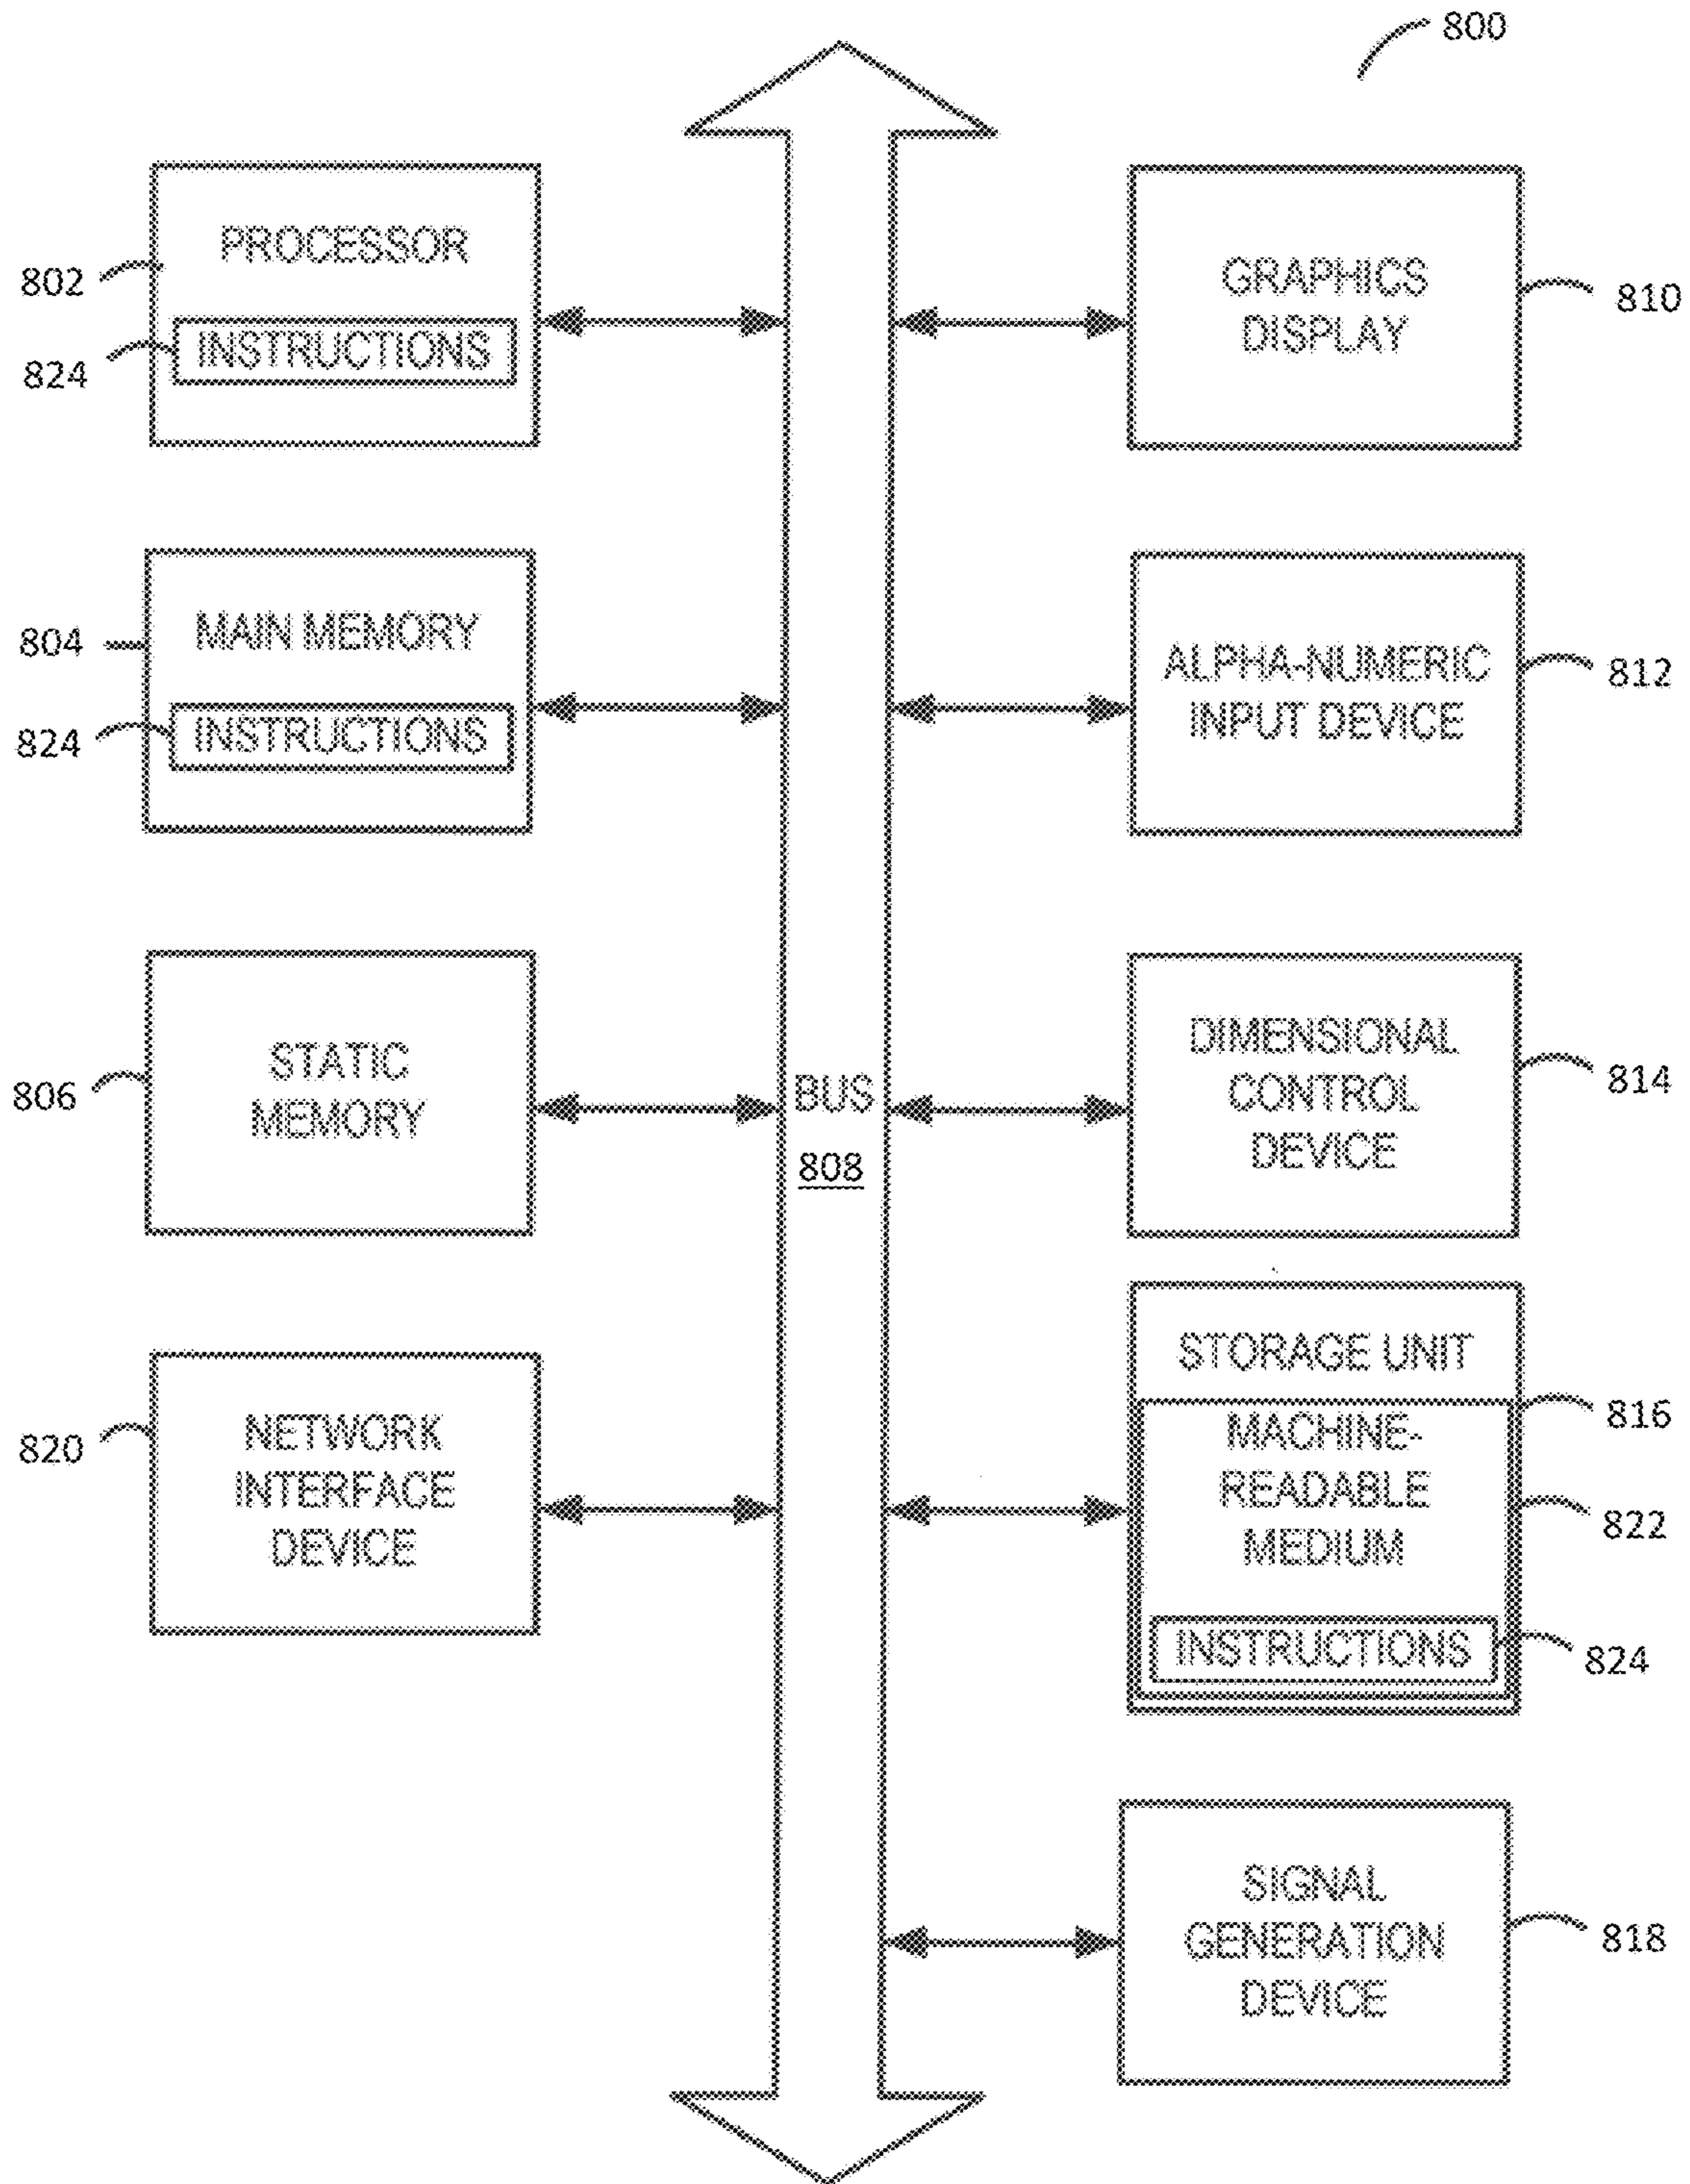 800
PROCESSOR
802
INSTRUCTIONS
824
MAIN MEMORY
804
INSTRUCTIONS
824
STATIC
MEMORY
806
NETWORK
INTERFACE
DEVICE
820
BUS
808
GRAPHICS
DISPLAY
810
ALPHA-NUMERIC
INPUT DEVICE
812
DIMENSIONAL
CONTROL
DEVICE
814
STORAGE UNIT
816
MACHINE-
READABLE
MEDIUM
822
INSTRUCTIONS
824
SIGNAL
GENERATION
DEVICE
818